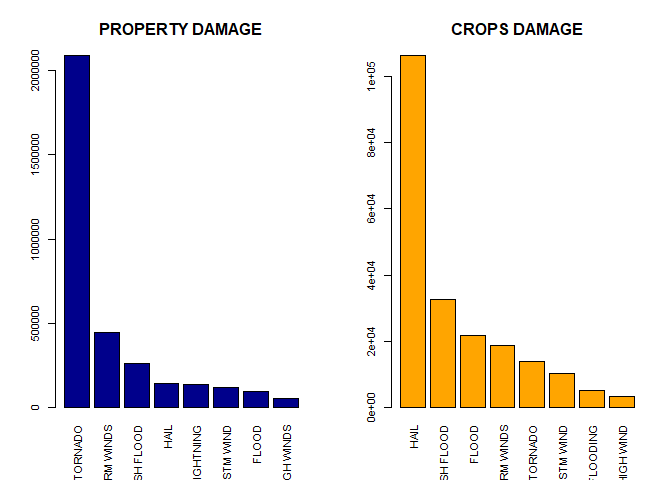 PROPERTY DAMAGE
2000000
1500000
1000000
500000
0
TORNADO
RM WINDS
SH FLOOD
HAIL
IGHTNING
STM WIND
FLOOD
GH WINDS
CROPS DAMAGE
1e+05
8e+04
6e+04
4e+04
2e+04
0e+00
HAIL
SH FLOOD
FLOOD
RM WINDS
TORNADO
STM WIND
FLOODING
HIGH WIND